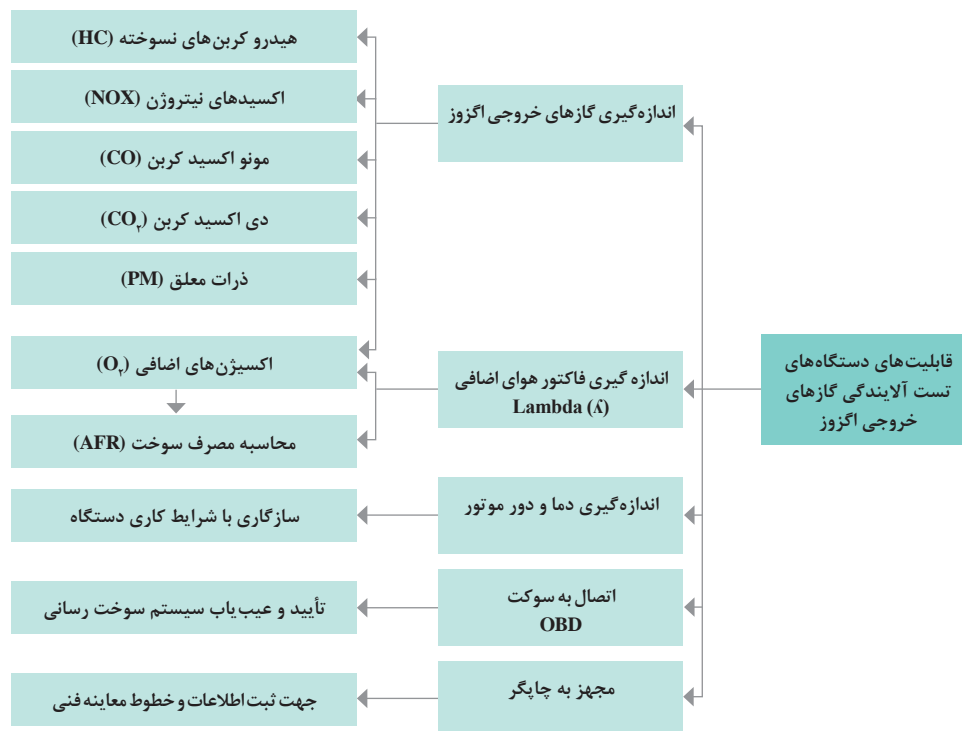 قابلیت‌های دستگاه‌های
تست آلایندگی گازهای
خروجی اگزوز
اندازه‌گیری گازهای خروجی اگزوز
هیدرو کربن‌های نسوخته (HC)
اکسیدهای نیتروژن (NOX)
مونو اکسید کربن (CO)
دی اکسید کربن (CO₂)
ذرات معلق (PM)
اکسیژن‌های اضافی (O₂)
اندازه گیری فاکتور هوای اضافی
Lambda (ʎ)
محاسبه مصرف سوخت (AFR)
اندازه‌گیری دما و دور موتور
سازگاری با شرایط کاری دستگاه
اتصال به سوکت
OBD
تأیید و عیب‌یاب سیستم سوخت رسانی
مجهز به چاپگر
جهت ثبت اطلاعات و خطوط معاینه فنی